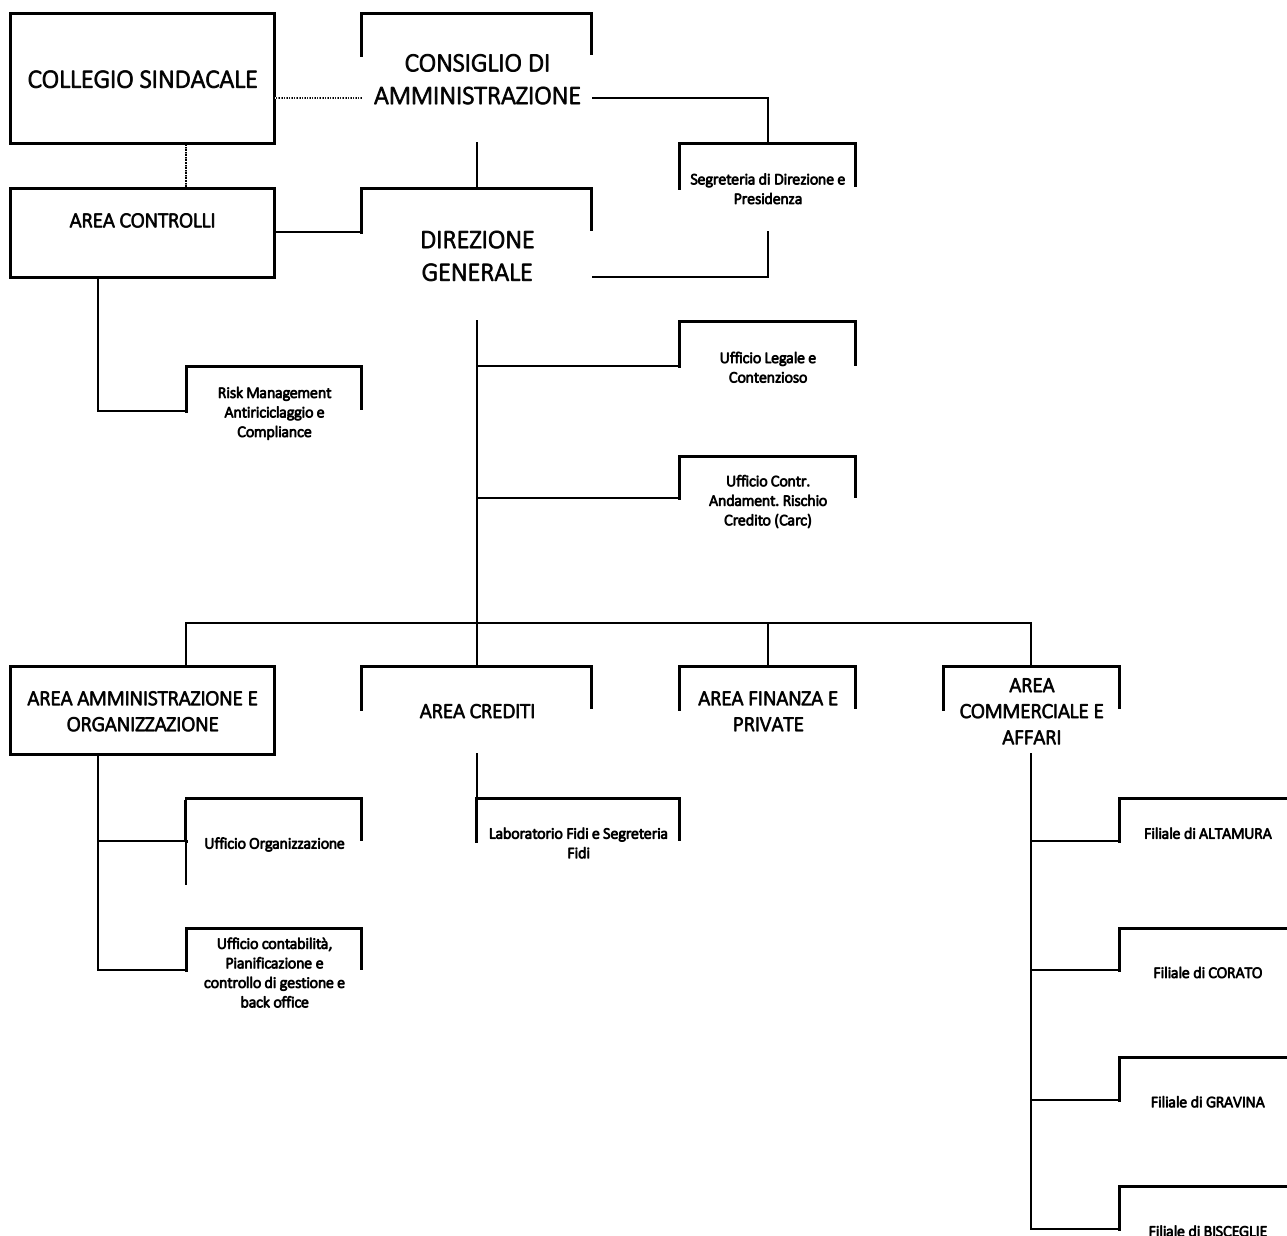 COLLEGIO SINDACALE
CONSIGLIO DI
AMMINISTRAZIONE
Segreteria di Direzione e
Presidenza
AREA CONTROLLI
DIREZIONE
GENERALE
Ufficio Legale e
Contenzioso
Risk Management
Antiriciclaggio e
Compliance
Ufficio Contr.
Andament. Rischio
Credito (Carc)
AREA AMMINISTRAZIONE E
ORGANIZZAZIONE
AREA CREDITI
AREA FINANZA E
PRIVATE
AREA
COMMERCIALE E
AFFARI
Ufficio Organizzazione
Laboratorio Fidi e Segreteria
Fidi
Filiale di ALTAMURA
Ufficio contabilità,
Pianificazione e
controllo di gestione e
back office
Filiale di CORATO
Filiale di GRAVINA
Filiale di BISCEGLIE